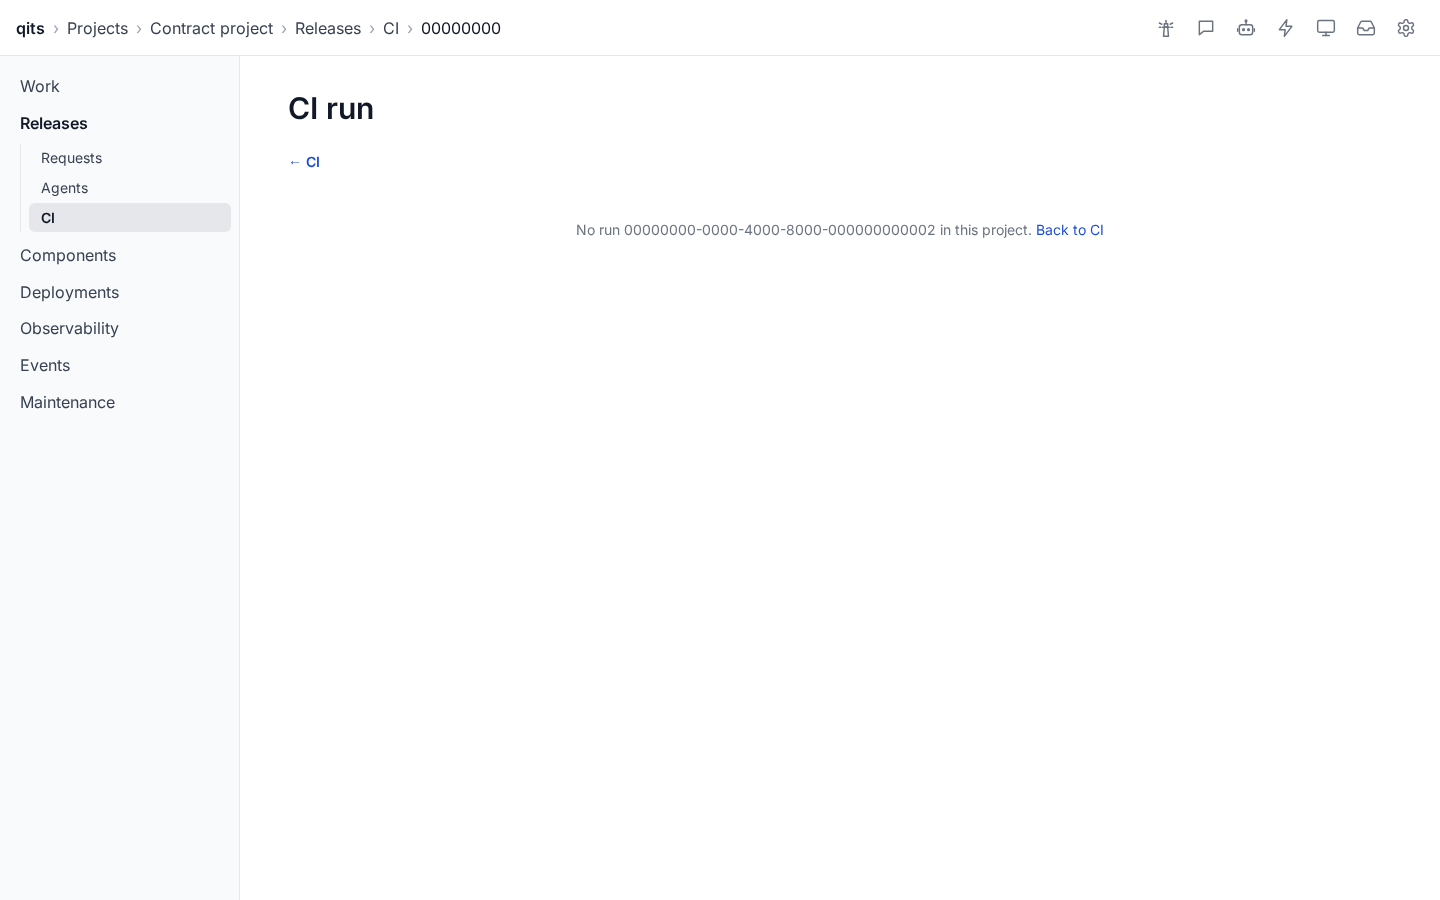 qits › Projects › Contract project › Releases › CI › 00000000
Work
Releases
Requests
Agents
CI
Components
Deployments
Observability
Events
Maintenance
CI run
← CI
No run 00000000-0000-4000-8000-000000000002 in this project. Back to CI